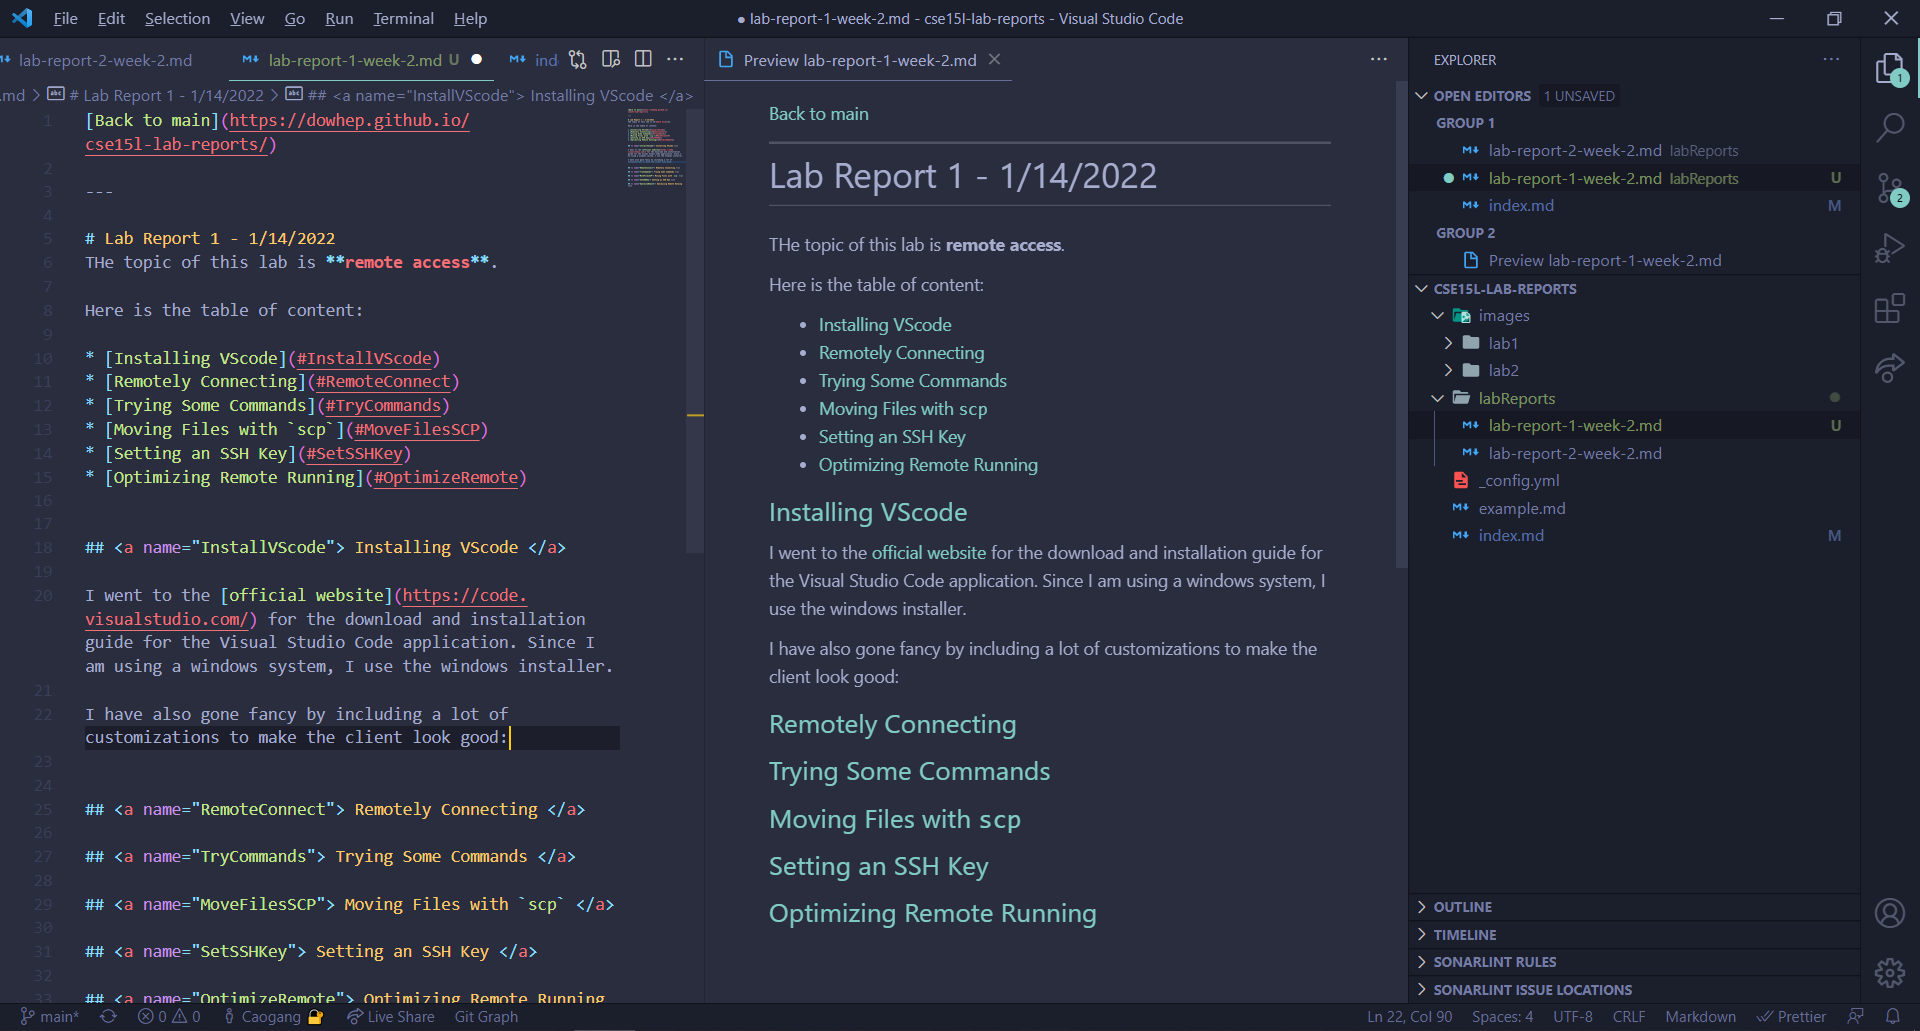 File Edit Selection View Go Run Terminal Help
● lab-report-1-week-2.md - cse15l-lab-reports - Visual Studio Code
lab-report-2-week-2.md
lab-report-1-week-2.md U
ind
.md > # Lab Report 1 - 1/14/2022 > ## <a name="InstallVScode"> Installing VScode </a>
1 [Back to main](https://dowhep.github.io/
cse15l-lab-reports/)
2
3 ---
4
5 # Lab Report 1 - 1/14/2022
6 THe topic of this lab is **remote access**.
7
8 Here is the table of content:
9
10 * [Installing VScode](#InstallVScode)
11 * [Remotely Connecting](#RemoteConnect)
12 * [Trying Some Commands](#TryCommands)
13 * [Moving Files with `scp`](#MoveFilesSCP)
14 * [Setting an SSH Key](#SetSSHKey)
15 * [Optimizing Remote Running](#OptimizeRemote)
16
17
18 ## <a name="InstallVScode"> Installing VScode </a>
19
20 I went to the [official website](https://code.
visualstudio.com/) for the download and installation
guide for the Visual Studio Code application. Since I
am using a windows system, I use the windows installer.
21
22 I have also gone fancy by including a lot of
customizations to make the client look good:
23
24
25 ## <a name="RemoteConnect"> Remotely Connecting </a>
26
27 ## <a name="TryCommands"> Trying Some Commands </a>
28
29 ## <a name="MoveFilesSCP"> Moving Files with `scp` </a>
30
31 ## <a name="SetSSHKey"> Setting an SSH Key </a>
32
33 ## <a name="OptimizeRemote"> Optimizing Remote Running
Preview lab-report-1-week-2.md
Back to main
Lab Report 1 - 1/14/2022
THe topic of this lab is remote access.
Here is the table of content:
• Installing VScode
• Remotely Connecting
• Trying Some Commands
• Moving Files with scp
• Setting an SSH Key
• Optimizing Remote Running
Installing VScode
I went to the official website for the download and installation guide for
the Visual Studio Code application. Since I am using a windows system, I
use the windows installer.
I have also gone fancy by including a lot of customizations to make the
client look good:
Remotely Connecting
Trying Some Commands
Moving Files with scp
Setting an SSH Key
Optimizing Remote Running
EXPLORER
OPEN EDITORS 1 UNSAVED
GROUP 1
lab-report-2-week-2.md labReports
lab-report-1-week-2.md labReports U
index.md M
GROUP 2
Preview lab-report-1-week-2.md
CSE15L-LAB-REPORTS
images
lab1
lab2
labReports
lab-report-1-week-2.md U
lab-report-2-week-2.md
_config.yml
example.md
index.md M
OUTLINE
TIMELINE
SONARLINT RULES
SONARLINT ISSUE LOCATIONS
1
2
main* 0 0 Caogang Live Share Git Graph
Ln 22, Col 90 Spaces: 4 UTF-8 CRLF Markdown Prettier